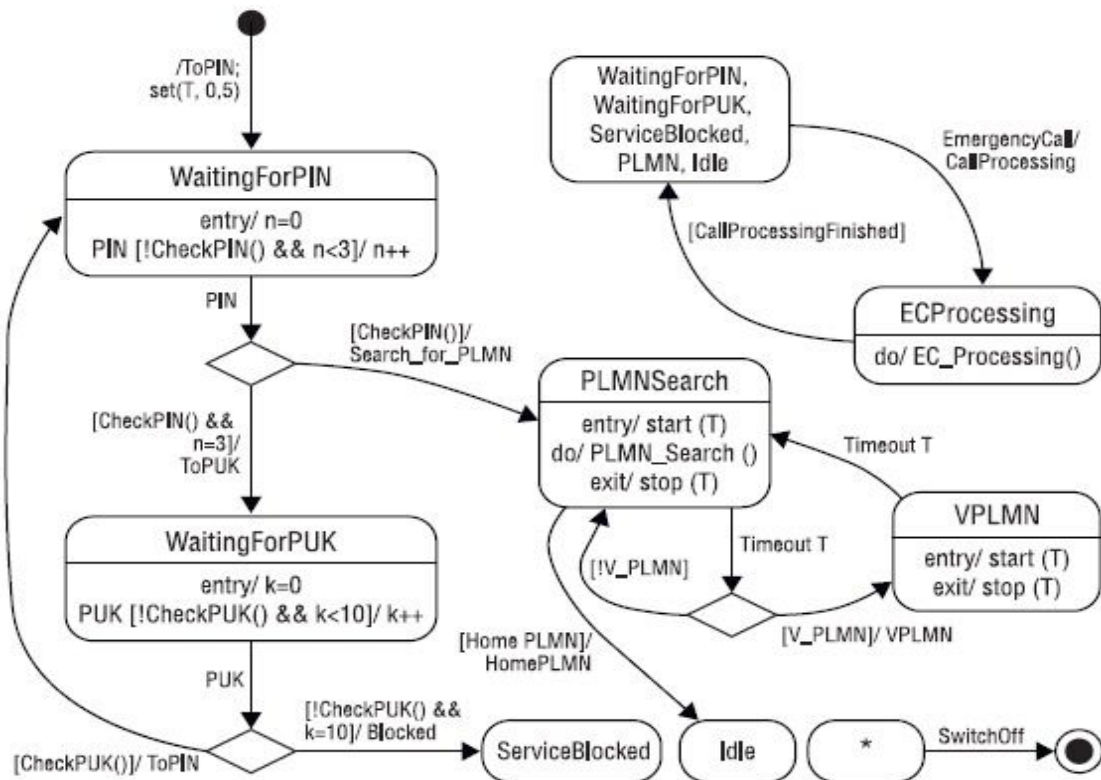 /ToPIN;
set(T, 0,5)
WaitingForPIN
entry/ n=0
PIN [!CheckPIN() && n<3]/ n++
PIN
[CheckPIN()]/
Search_for_PLMN
[CheckPIN() &&
n=3]/
ToPUK
WaitingForPUK
entry/ k=0
PUK [!CheckPUK() && k<10]/ k++
PUK
[CheckPUK()]/ ToPIN
[!CheckPUK() &&
k=10]/ Blocked
ServiceBlocked
WaitingForPIN,
WaitingForPUK,
ServiceBlocked,
PLMN, Idle
EmergencyCall/
CallProcessing
[CallProcessingFinished]
ECProcessing
do/ EC_Processing()
PLMNSearch
entry/ start (T)
do/ PLMN_Search ()
exit/ stop (T)
Timeout T
VPLMN
entry/ start (T)
exit/ stop (T)
Timeout T
[!V_PLMN]
[V_PLMN]/ VPLMN
[Home PLMN]/
HomePLMN
Idle
*
SwitchOff